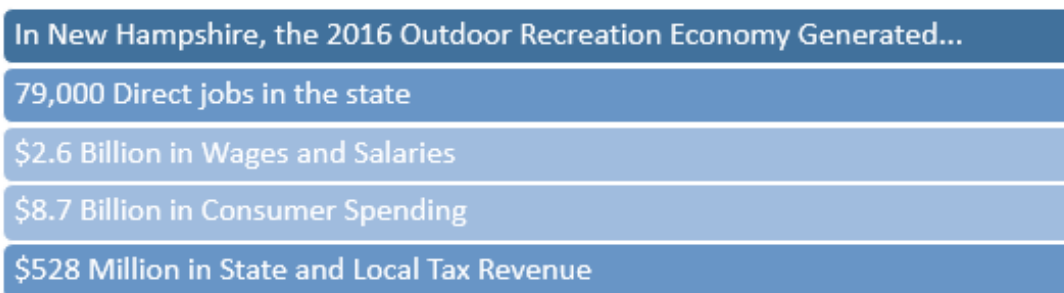 In New Hampshire, the 2016 Outdoor Recreation Economy Generated...
79,000 Direct jobs in the state
$2.6 Billion in Wages and Salaries
$8.7 Billion in Consumer Spending
$528 Million in State and Local Tax Revenue